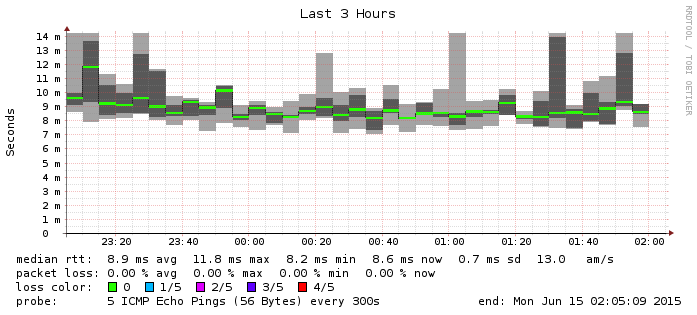 Last 3 Hours
RRDTOOL / TOBI OETIKER
Seconds
14 m
13 m
12 m
11 m
10 m
9 m
8 m
7 m
6 m
5 m
4 m
3 m
2 m
1 m
0
23:20 23:40 00:00 00:20 00:40 01:00 01:20 01:40 02:00
median rtt: 8.9 ms avg 11.8 ms max 8.2 ms min 8.6 ms now 0.7 ms sd 13.0 am/s
packet loss: 0.00 % avg 0.00 % max 0.00 % min 0.00 % now
loss color: 0 1/5 2/5 3/5 4/5
probe: 5 ICMP Echo Pings (56 Bytes) every 300s end: Mon Jun 15 02:05:09 2015